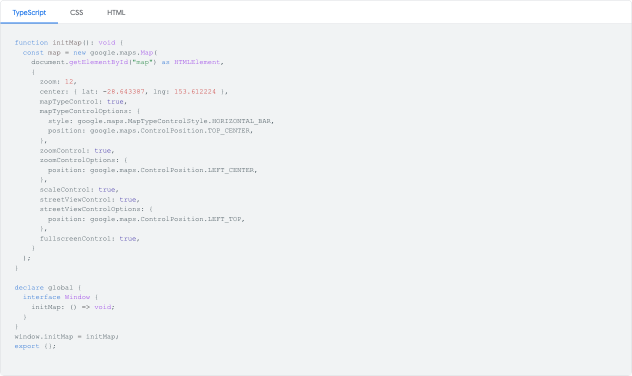 TypeScript CSS HTML
function initMap(): void {
const map = new google.maps.Map(
document.getElementById("map") as HTMLElement,
{
zoom: 12,
center: { lat: -28.643387, lng: 153.612224 },
mapTypeControl: true,
mapTypeControlOptions: {
style: google.maps.MapTypeControlStyle.HORIZONTAL_BAR,
position: google.maps.ControlPosition.TOP_CENTER,
},
zoomControl: true,
zoomControlOptions: {
position: google.maps.ControlPosition.LEFT_CENTER,
},
scaleControl: true,
streetViewControl: true,
streetViewControlOptions: {
position: google.maps.ControlPosition.LEFT_TOP,
},
fullscreenControl: true,
}
);
}
declare global {
interface Window {
initMap: () => void;
}
}
window.initMap = initMap;
export {};